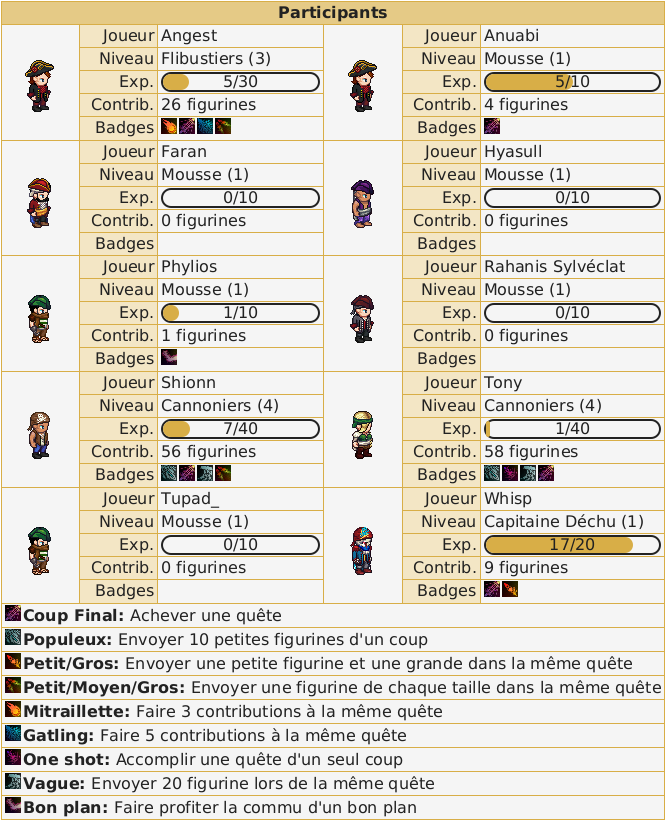 Participants
Joueur Angest
Niveau Flibustiers (3)
Exp. 5/30
Contrib. 26 figurines
Badges
Joueur Anuabi
Niveau Mousse (1)
Exp. 5/10
Contrib. 4 figurines
Badges
Joueur Faran
Niveau Mousse (1)
Exp. 0/10
Contrib. 0 figurines
Badges
Joueur Hyasull
Niveau Mousse (1)
Exp. 0/10
Contrib. 0 figurines
Badges
Joueur Phylios
Niveau Mousse (1)
Exp. 1/10
Contrib. 1 figurines
Badges
Joueur Rahanis Sylvéclat
Niveau Mousse (1)
Exp. 0/10
Contrib. 0 figurines
Badges
Joueur Shionn
Niveau Cannoniers (4)
Exp. 7/40
Contrib. 56 figurines
Badges
Joueur Tony
Niveau Cannoniers (4)
Exp. 1/40
Contrib. 58 figurines
Badges
Joueur Tupad_
Niveau Mousse (1)
Exp. 0/10
Contrib. 0 figurines
Badges
Joueur Whisp
Niveau Capitaine Déchu (1)
Exp. 17/20
Contrib. 9 figurines
Badges
Coup Final: Achever une quête
Populeux: Envoyer 10 petites figurines d'un coup
Petit/Gros: Envoyer une petite figurine et une grande dans la même quête
Petit/Moyen/Gros: Envoyer une figurine de chaque taille dans la même quête
Mitraillette: Faire 3 contributions à la même quête
Gatling: Faire 5 contributions à la même quête
One shot: Accomplir une quête d'un seul coup
Vague: Envoyer 20 figurine lors de la même quête
Bon plan: Faire profiter la commu d'un bon plan